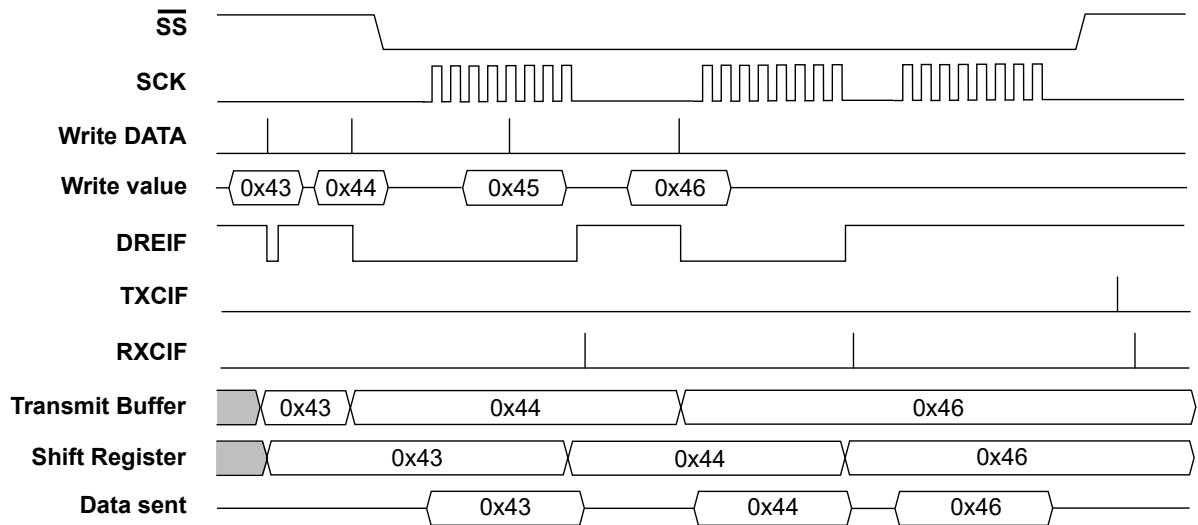 SS
SCK
Write DATA
Write value 0x43 0x44 0x45 0x46
DREIF
TXCIF
RXCIF
Transmit Buffer 0x43 0x44 0x46
Shift Register 0x43 0x44 0x46
Data sent 0x43 0x44 0x46